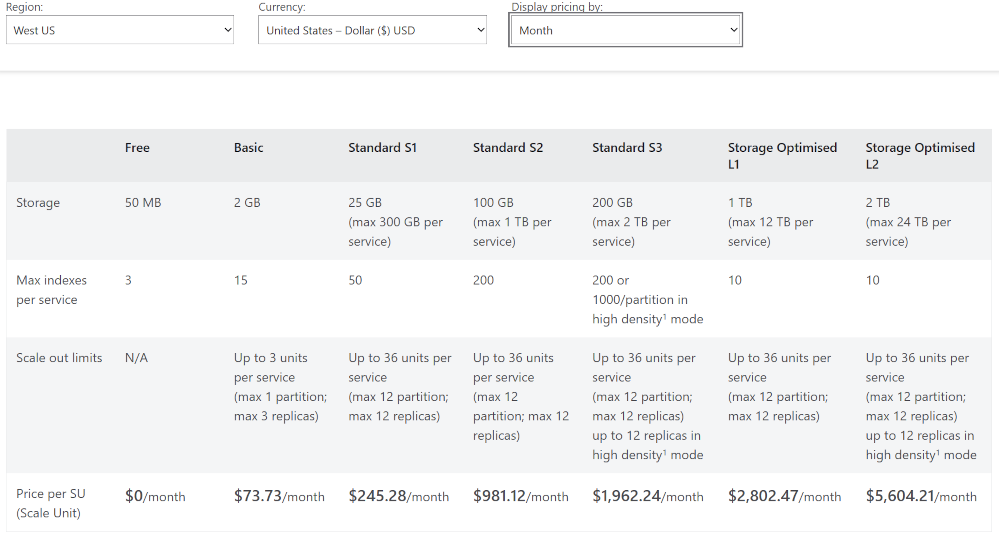 Region:
Currency:
Display pricing by:
West US
United States – Dollar ($) USD
Month
Free
Basic
Standard S1
Standard S2
Standard S3
Storage Optimised
L1
Storage Optimised
L2
Storage
50 MB
2 GB
25 GB
(max 300 GB per
service)
100 GB
(max 1 TB per
service)
200 GB
(max 2 TB per
service)
1 TB
(max 12 TB per
service)
2 TB
(max 24 TB per
service)
Max indexes
per service
3
15
50
200
200 or
1000/partition in
high density¹ mode
10
10
Scale out limits
N/A
Up to 3 units
per service
(max 1 partition;
max 3 replicas)
Up to 36 units per
service
(max 12 partition;
max 12 replicas)
Up to 36 units
per service
(max 12
partition; max 12
replicas)
Up to 36 units per
service
(max 12 partition;
max 12 replicas)
up to 12 replicas in
high density¹ mode
Up to 36 units per
service
(max 12 partition;
max 12 replicas)
Up to 36 units per
service
(max 12 partition;
max 12 replicas)
up to 12 replicas in
high density¹ mode
Price per SU
(Scale Unit)
$0/month
$73.73/month
$245.28/month
$981.12/month
$1,962.24/month
$2,802.47/month
$5,604.21/month